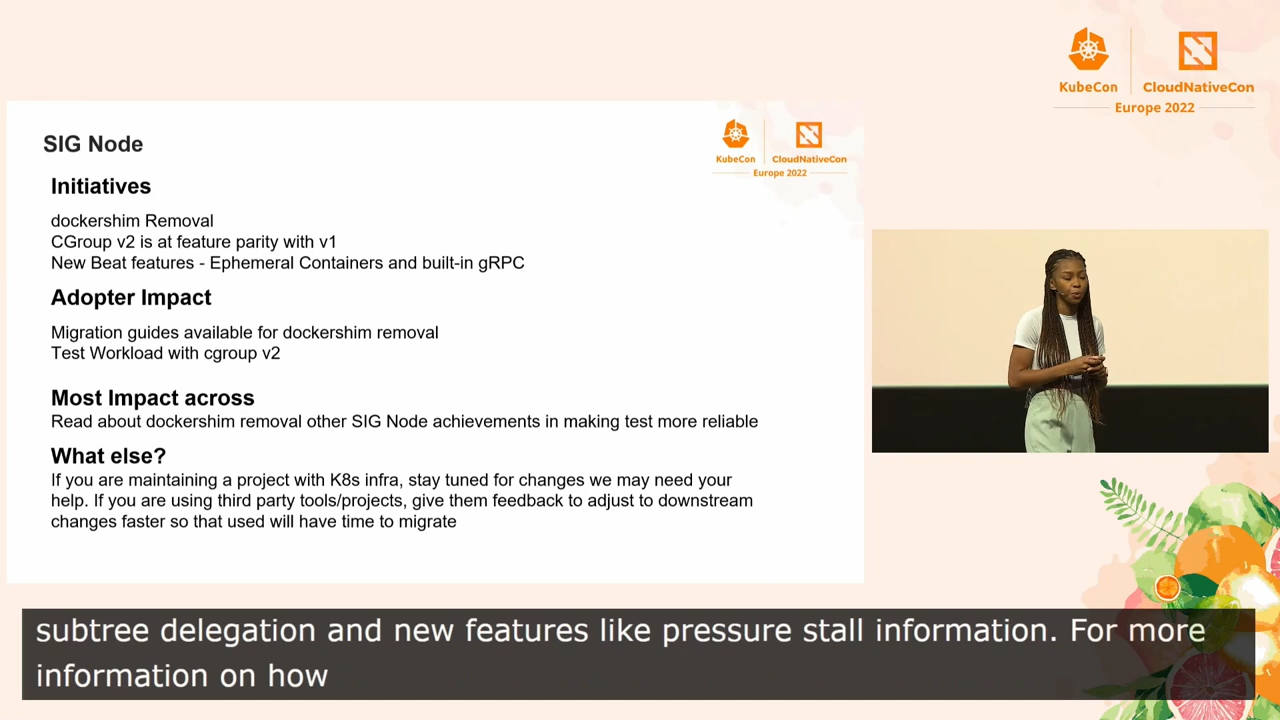 KubeCon
CloudNativeCon
Europe 2022
SIG Node
KubeCon
CloudNativeCon
Europe 2022
Initiatives
dockershim Removal
CGroup v2 is at feature parity with v1
New Beat features - Ephemeral Containers and built-in gRPC
Adopter Impact
Migration guides available for dockershim removal
Test Workload with cgroup v2
Most Impact across
Read about dockershim removal other SIG Node achievements in making test more reliable
What else?
If you are maintaining a project with K8s infra, stay tuned for changes we may need your
help. If you are using third party tools/projects, give them feedback to adjust to downstream
changes faster so that used will have time to migrate
subtree delegation and new features like pressure stall information. For more
information on how